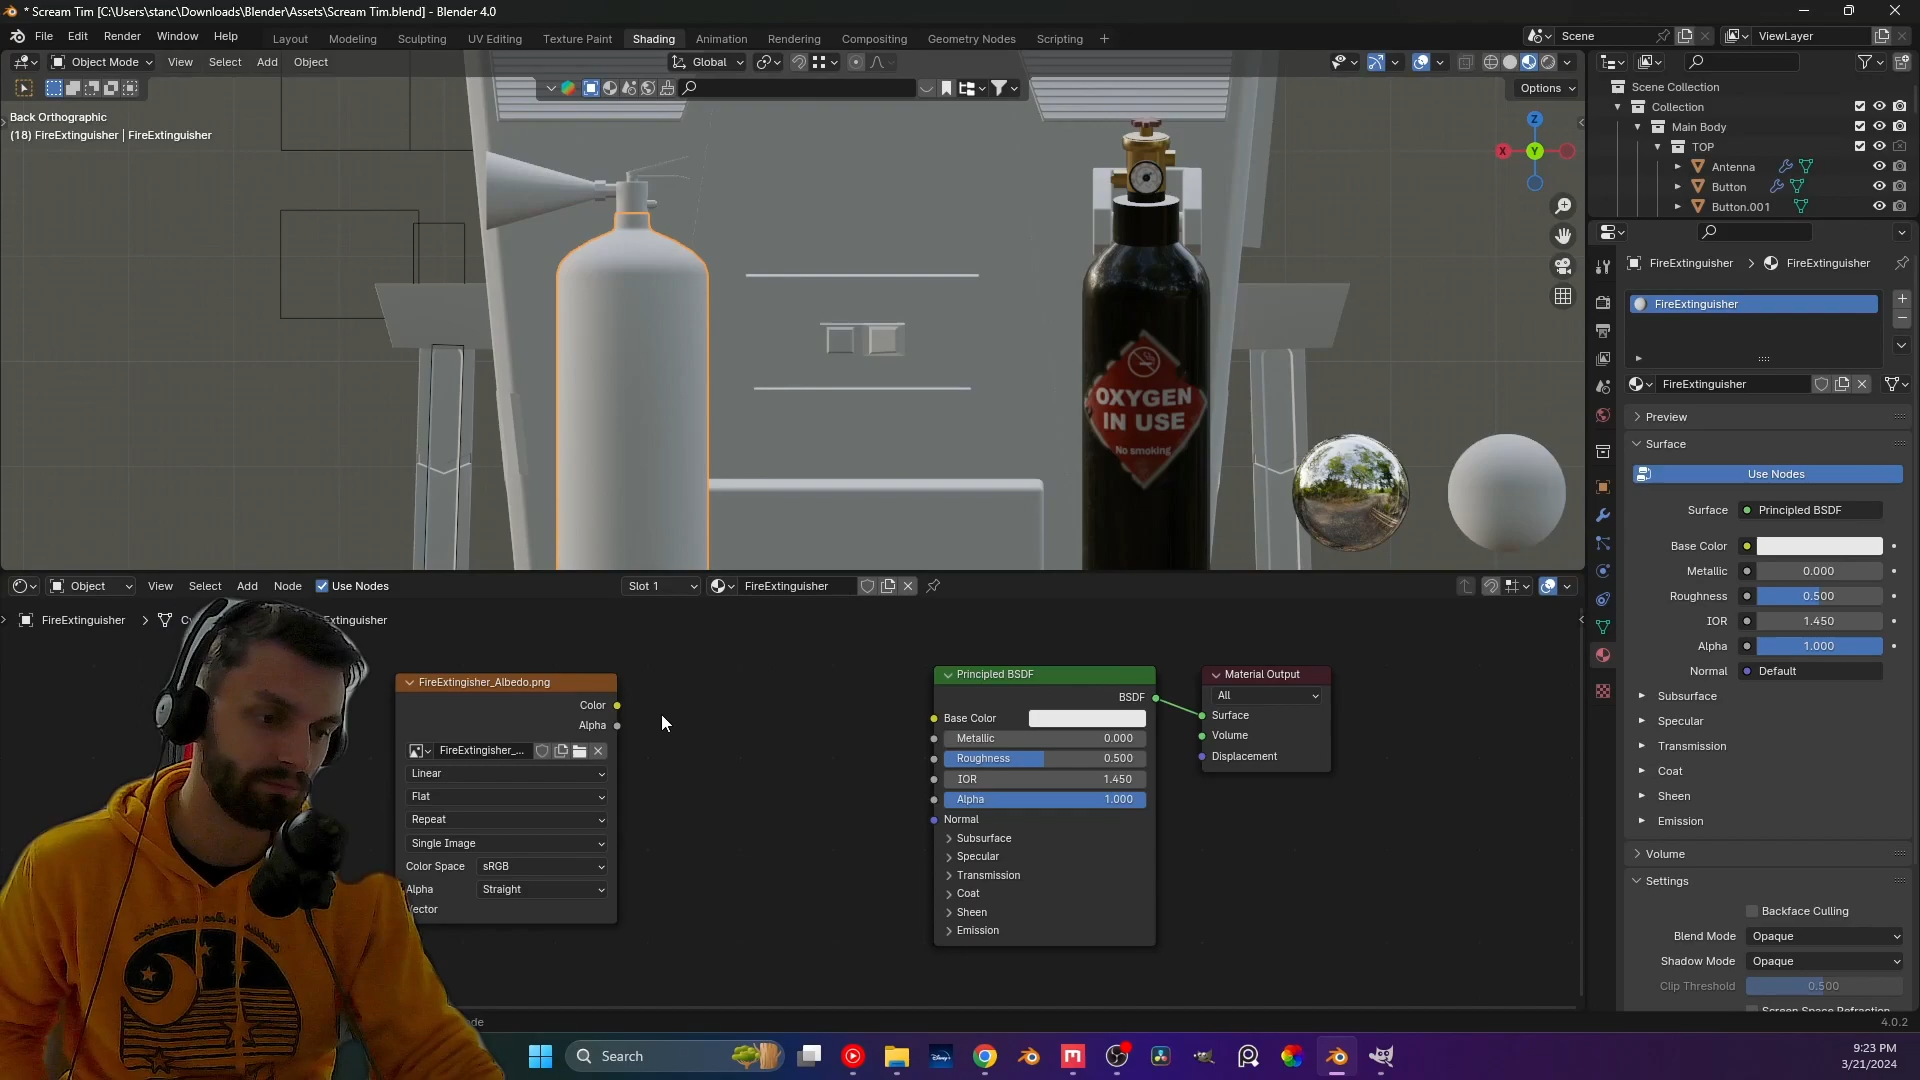 * Scream Tim [C:\Users\stanc\Downloads\Blender\Assets\Scream Tim.blend] - Blender 4.0
File Edit Render Window Help
Layout Modeling Sculpting UV Editing Texture Paint Shading Animation Rendering Compositing Geometry Nodes Scripting +
Scene
ViewLayer
Object Mode View Select Add Object
Global
Options
Back Orthographic
(18) FireExtinguisher | FireExtinguisher
Z
X
Y
OXYGEN
IN USE
No smoking
Scene Collection
Collection
Main Body
TOP
Antenna
Button
Button.001
FireExtinguisher > FireExtinguisher
FireExtinguisher
FireExtinguisher
Preview
Surface
Use Nodes
Surface Principled BSDF
Base Color
Metallic 0.000
Roughness 0.500
IOR 1.450
Alpha 1.000
Normal Default
Subsurface
Specular
Transmission
Coat
Sheen
Emission
Volume
Settings
Backface Culling
Blend Mode Opaque
Shadow Mode Opaque
Clip Threshold 0.500
Screen Space Refraction
4.0.2
Object View Select Add Node Use Nodes
Slot 1
FireExtinguisher
FireExtinguisher
FireExtingisher_Albedo.png
Color
Alpha
FireExtingisher_...
Linear
Flat
Repeat
Single Image
Color Space sRGB
Alpha Straight
Principled BSDF
BSDF
Base Color
Metallic 0.000
Roughness 0.500
IOR 1.450
Alpha 1.000
Normal
Subsurface
Specular
Transmission
Coat
Sheen
Emission
Material Output
All
Surface
Volume
Displacement
Search
9:23 PM
3/21/2024